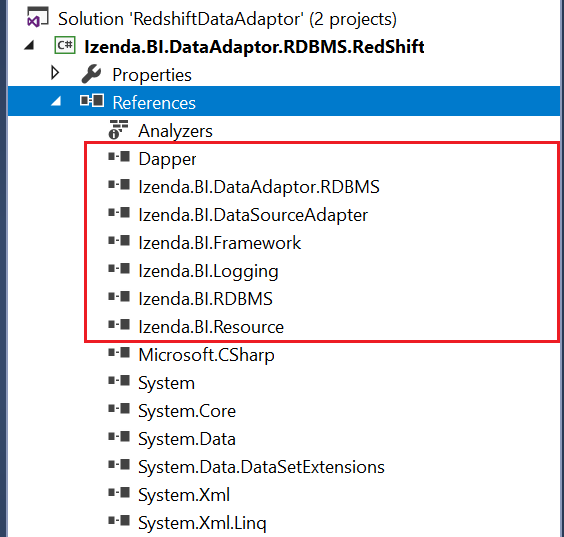 Solution 'RedshiftDataAdaptor' (2 projects)
C# Izenda.BI.DataAdaptor.RDBMS.RedShift
Properties
References
Analyzers
Dapper
Izenda.BI.DataAdaptor.RDBMS
Izenda.BI.DataSourceAdapter
Izenda.BI.Framework
Izenda.BI.Logging
Izenda.BI.RDBMS
Izenda.BI.Resource
Microsoft.CSharp
System
System.Core
System.Data
System.Data.DataSetExtensions
System.Xml
System.Xml.Linq